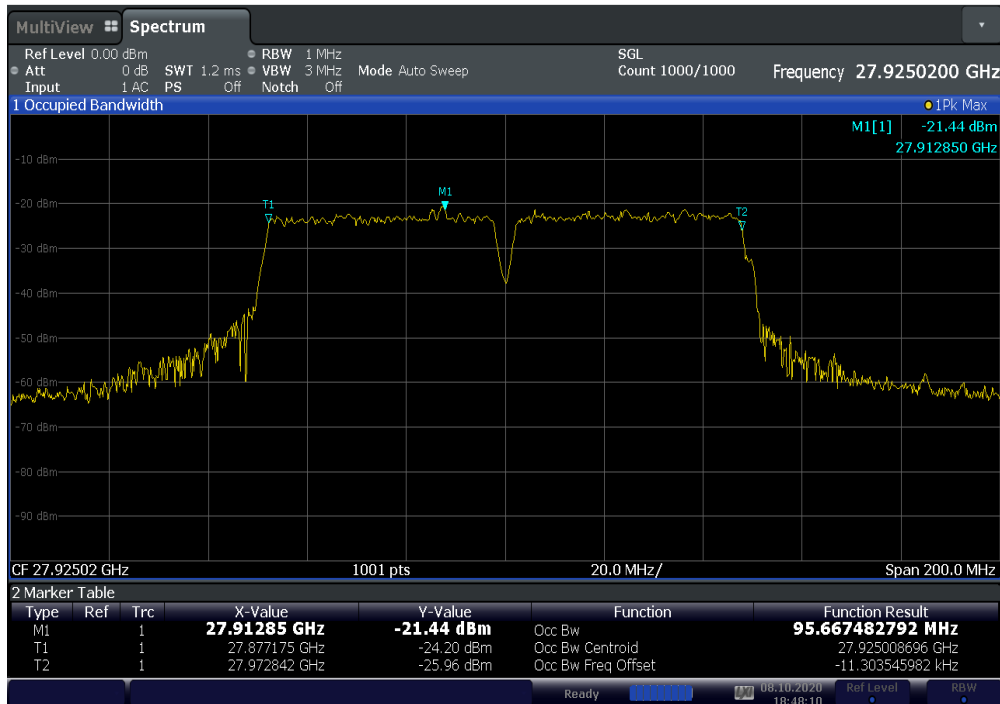 MultiView Spectrum
Ref Level 0.00 dBm RBW 1 MHz SGL
Att 0 dB SWT 1.2 ms VBW 3 MHz Mode Auto Sweep Count 1000/1000 Frequency 27.9250200 GHz
Input 1 AC PS Off Notch Off
1 Occupied Bandwidth 1Pk Max
M1[1] -21.44 dBm
27.912850 GHz
-10 dBm
M1
-20 dBm
T1
T2
-30 dBm
-40 dBm
-50 dBm
-60 dBm
-70 dBm
-80 dBm
-90 dBm
CF 27.92502 GHz 1001 pts 20.0 MHz/ Span 200.0 MHz
2 Marker Table
Type Ref Trc X-Value Y-Value Function Function Result
M1 1 27.91285 GHz -21.44 dBm Occ Bw 95.667482792 MHz
T1 1 27.877175 GHz -24.20 dBm Occ Bw Centroid 27.925008696 GHz
T2 1 27.972842 GHz -25.96 dBm Occ Bw Freq Offset -11.303545982 kHz
Ready 08.10.2020 Ref Level RBW
18:48:10